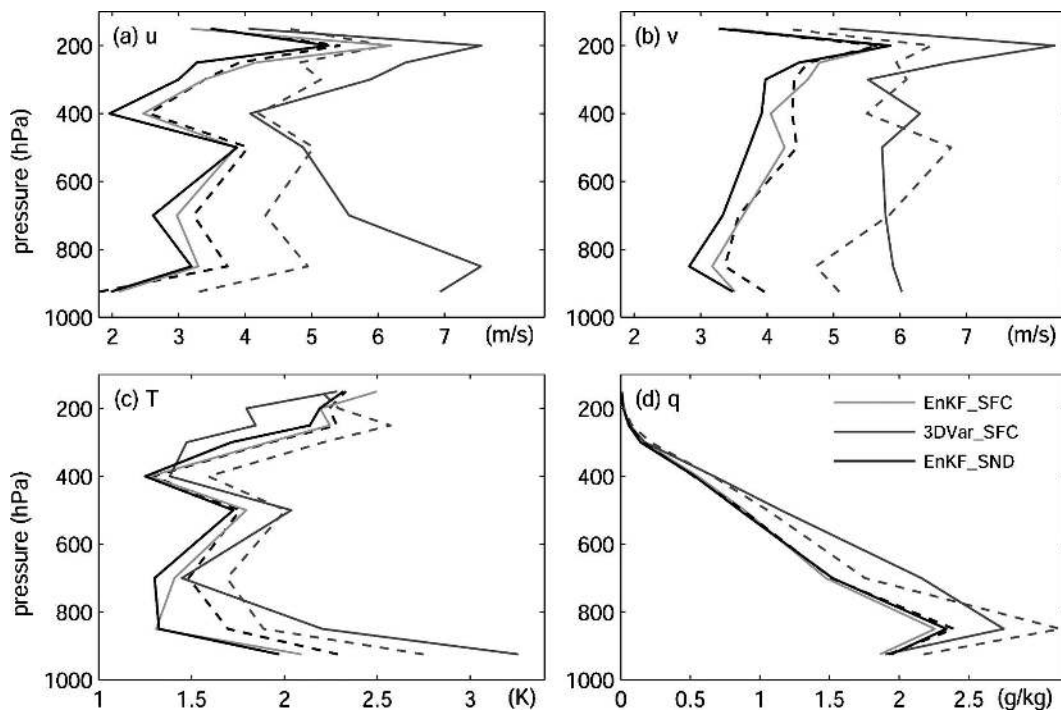 (a) u
200
400
600
800
1000
pressure (hPa)
2 3 4 5 6 7 (m/s)
(b) v
200
400
600
800
1000
2 3 4 5 6 7 (m/s)
(c) T
200
400
600
800
1000
pressure (hPa)
1 1.5 2 2.5 3 (K)
(d) q
200
400
600
800
1000
0 0.5 1 1.5 2 2.5 (g/kg)
EnKF_SFC
3DVar_SFC
EnKF_SND